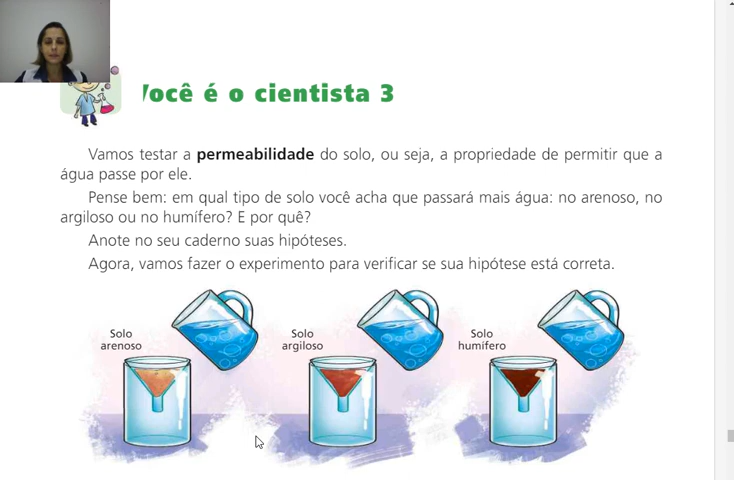 Você é o cientista 3
Vamos testar a permeabilidade do solo, ou seja, a propriedade de permitir que a
água passe por ele.
Pense bem: em qual tipo de solo você acha que passará mais água: no arenoso, no
argiloso ou no humífero? E por quê?
Anote no seu caderno suas hipóteses.
Agora, vamos fazer o experimento para verificar se sua hipótese está correta.
Solo
arenoso
Solo
argiloso
Solo
humífero